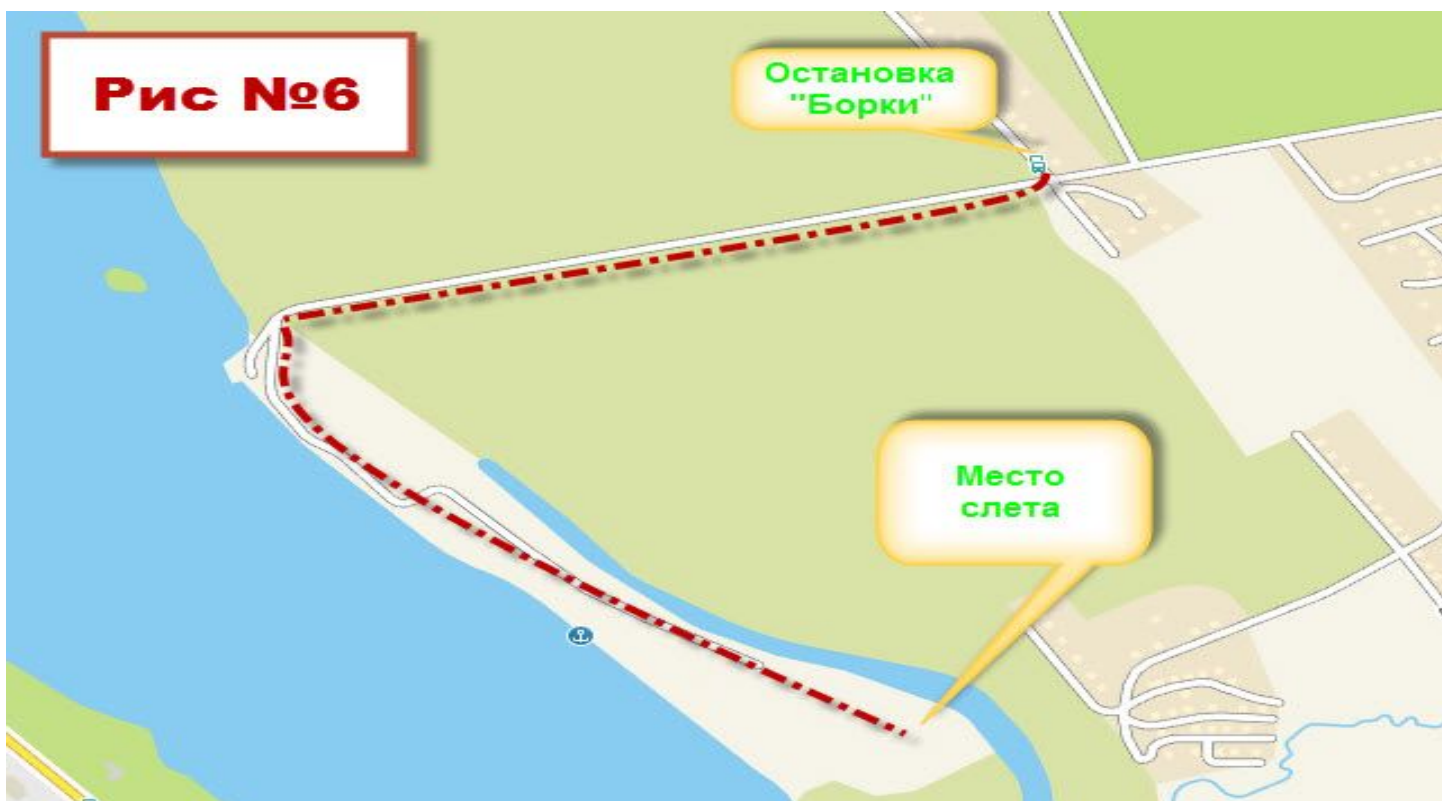 Рис №6
Остановка
"Борки"
Место
слета